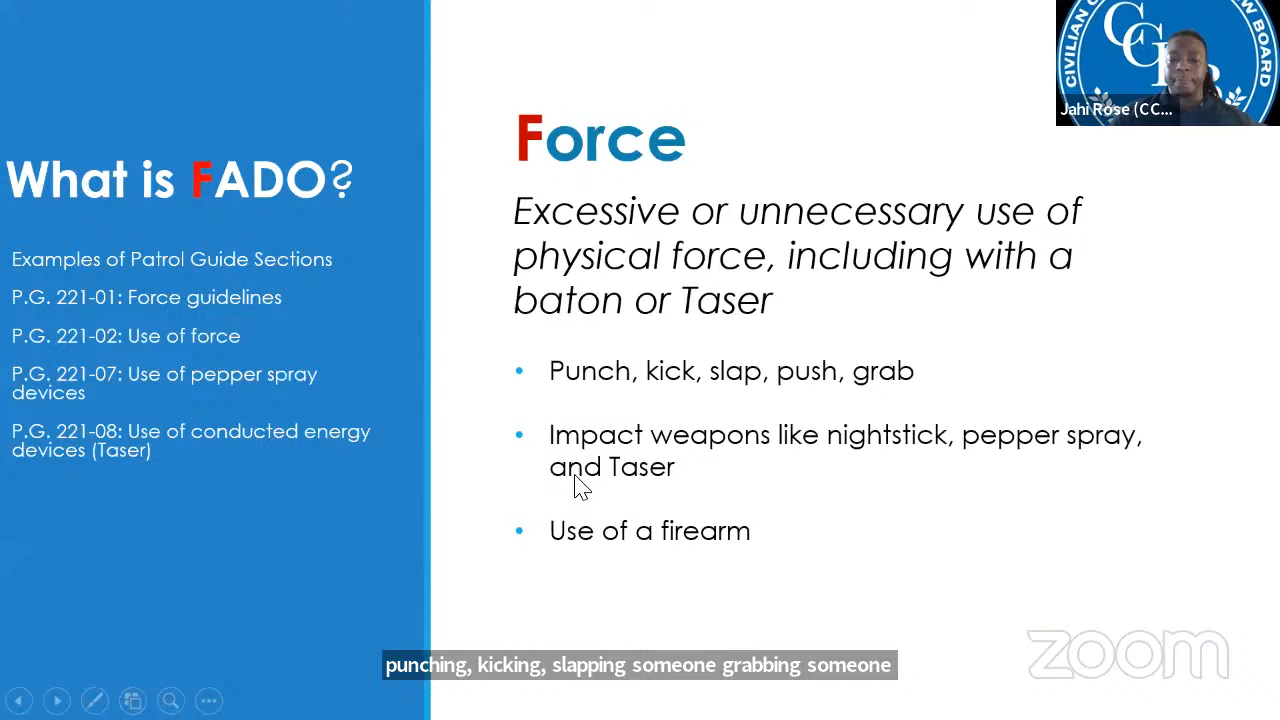 What is FADO?
Examples of Patrol Guide Sections
P.G. 221-01: Force guidelines
P.G. 221-02: Use of force
P.G. 221-07: Use of pepper spray
devices
P.G. 221-08: Use of conducted energy
devices (Taser)
Force
Excessive or unnecessary use of
physical force, including with a
baton or Taser
• Punch, kick, slap, push, grab
• Impact weapons like nightstick, pepper spray,
and Taser
• Use of a firearm
CIVILIAN
BOARD
CC
Jahi Rose (CC...
punching, kicking, slapping someone grabbing someone
zoom